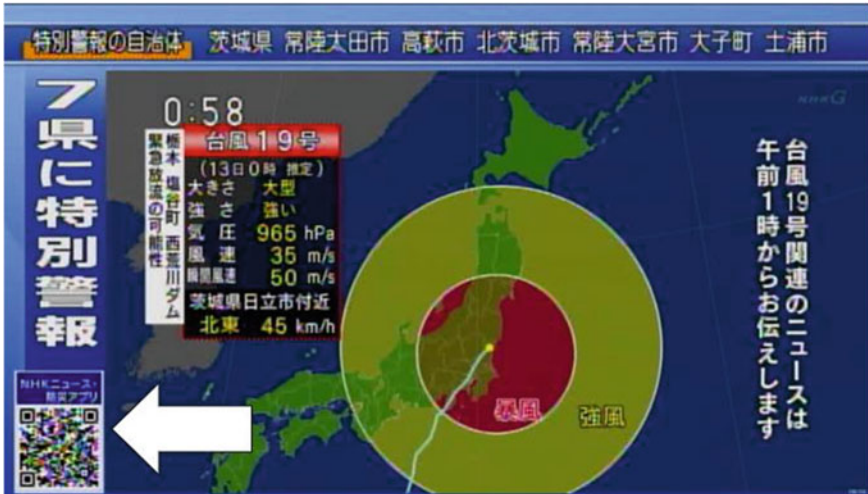 特別警報の自治体 茨城県 常陸太田市 高萩市 北茨城市 常陸大宮市 大子町 土浦市
7県に特別警報
0:58
NHKG
台風19号
(13日0時 推定)
大きさ 大型
強さ 強い
気圧 965 hPa
風速 35 m/s
瞬間風速 50 m/s
茨城県日立市付近
北東 45 km/h
栃木 塩谷町 西荒川ダム
緊急放流の可能性
台風19号関連のニュースは
午前1時からお伝えします
暴風
強風
NHKニュース・
防災アプリ